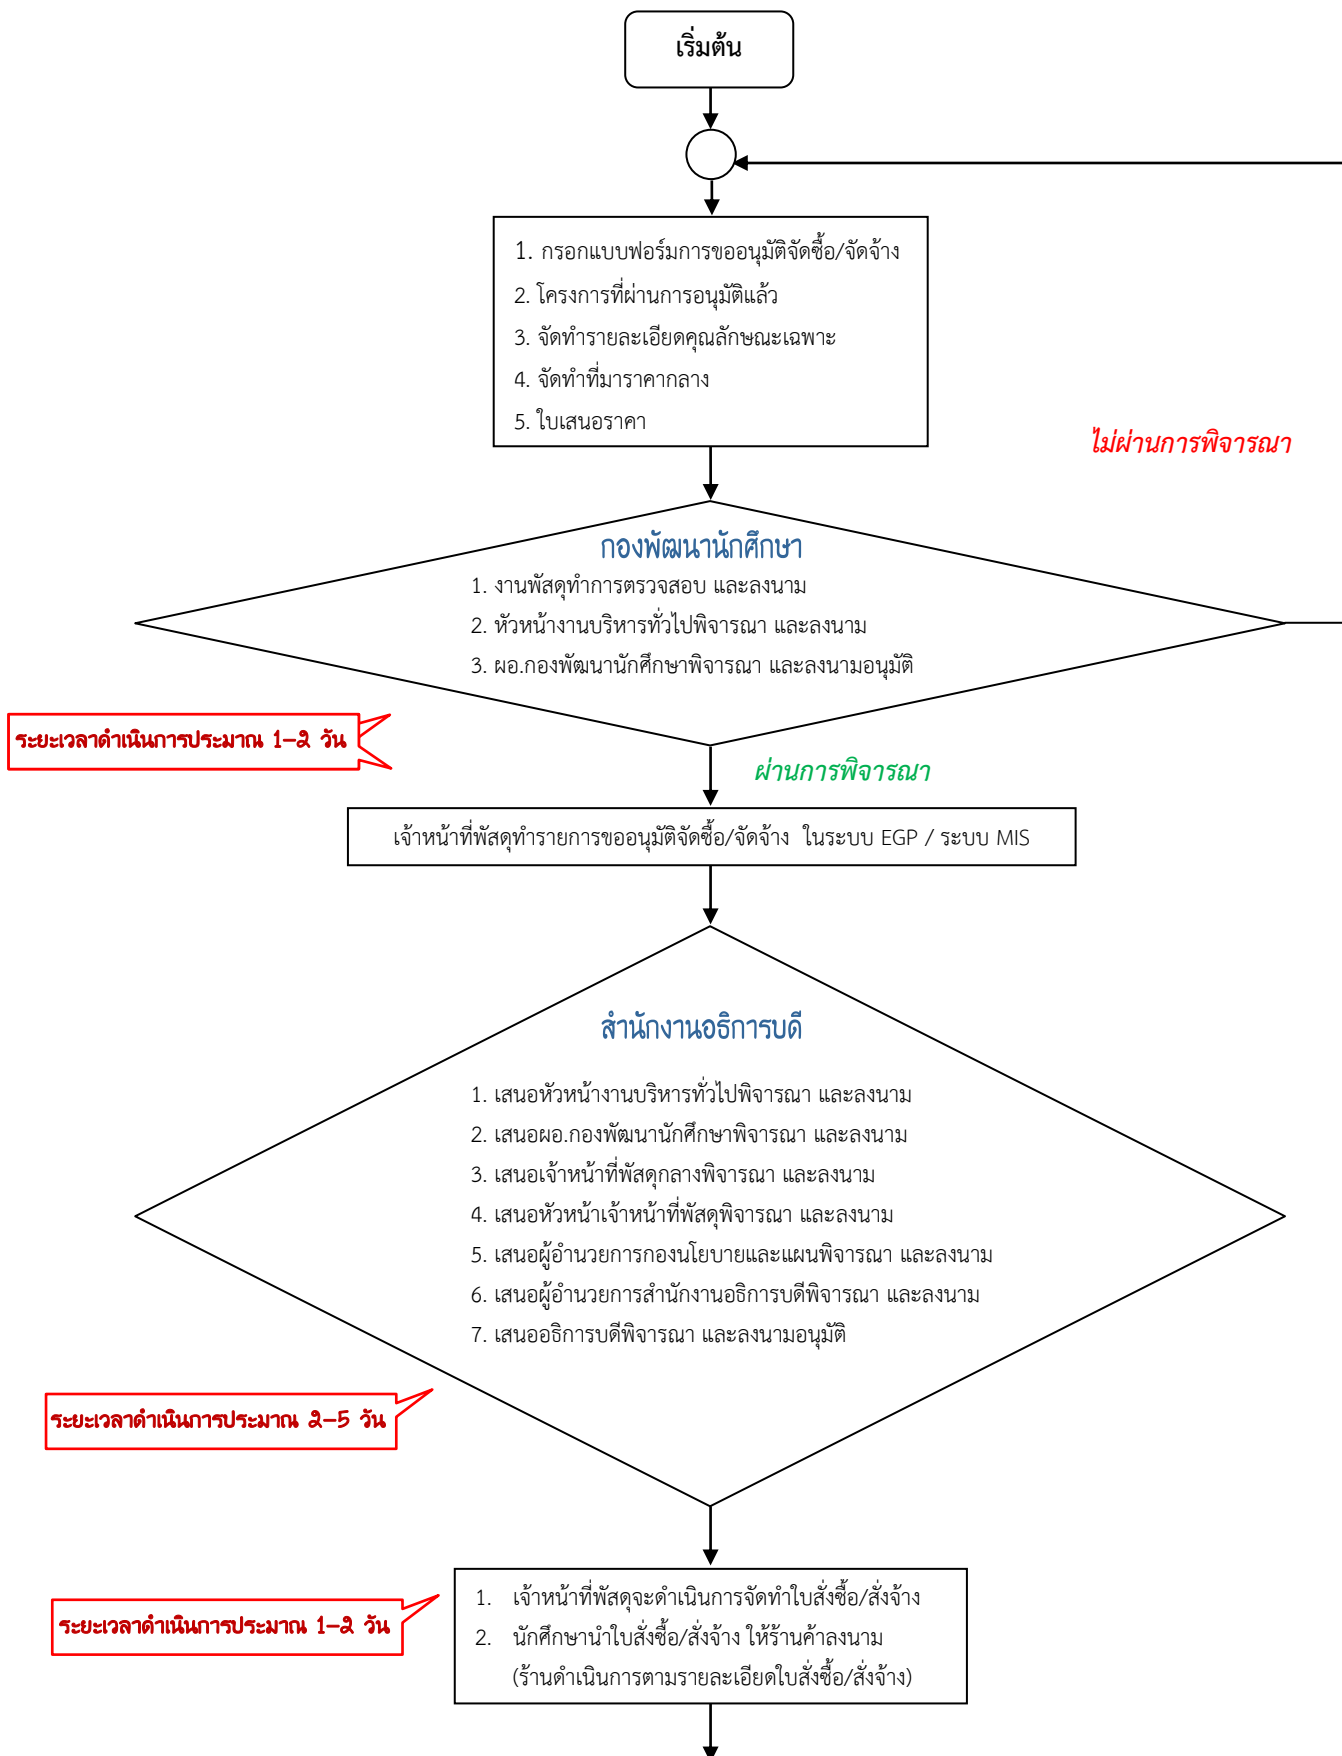 เริ่มต้น
1. กรอกแบบฟอร์มการขออนุมัติจัดซื้อ/จัดจ้าง
2. โครงการที่ผ่านการอนุมัติแล้ว
3. จัดทำรายละเอียดคุณลักษณะเฉพาะ
4. จัดทำที่มาราคากลาง
5. ใบเสนอราคา
ไม่ผ่านการพิจารณา
กองพัฒนานักศึกษา
1. งานพัสดุทำการตรวจสอบ และลงนาม
2. หัวหน้างานบริหารทั่วไปพิจารณา และลงนาม
3. ผอ.กองพัฒนานักศึกษาพิจารณา และลงนามอนุมัติ
ระยะเวลาดำเนินการประมาณ 1-๒ วัน
ผ่านการพิจารณา
เจ้าหน้าที่พัสดุทำรายการขออนุมัติจัดซื้อ/จัดจ้าง ในระบบ EGP / ระบบ MIS
สำนักงานอธิการบดี
1. เสนอหัวหน้างานบริหารทั่วไปพิจารณา และลงนาม
2. เสนอผอ.กองพัฒนานักศึกษาพิจารณา และลงนาม
3. เสนอเจ้าหน้าที่พัสดุกลางพิจารณา และลงนาม
4. เสนอหัวหน้าเจ้าหน้าที่พัสดุพิจารณา และลงนาม
5. เสนอผู้อำนวยการกองนโยบายและแผนพิจารณา และลงนาม
6. เสนอผู้อำนวยการสำนักงานอธิการบดีพิจารณา และลงนาม
7. เสนออธิการบดีพิจารณา และลงนามอนุมัติ
ระยะเวลาดำเนินการประมาณ ๒-5 วัน
1. เจ้าหน้าที่พัสดุจะดำเนินการจัดทำใบสั่งซื้อ/สั่งจ้าง
ระยะเวลาดำเนินการประมาณ 1-๒ วัน
2. นักศึกษานำใบสั่งซื้อ/สั่งจ้าง ให้ร้านค้าลงนาม
(ร้านดำเนินการตามรายละเอียดใบสั่งซื้อ/สั่งจ้าง)